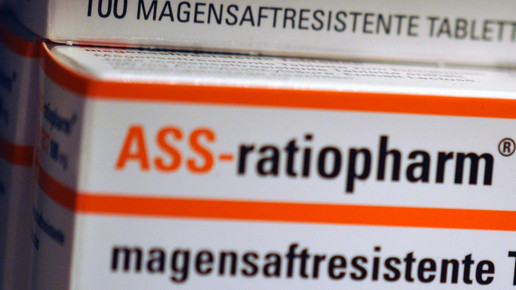 100 MAGENSAFTRESISTENTE TABLETT
ASS-ratiopharm®
magensaftresistente T